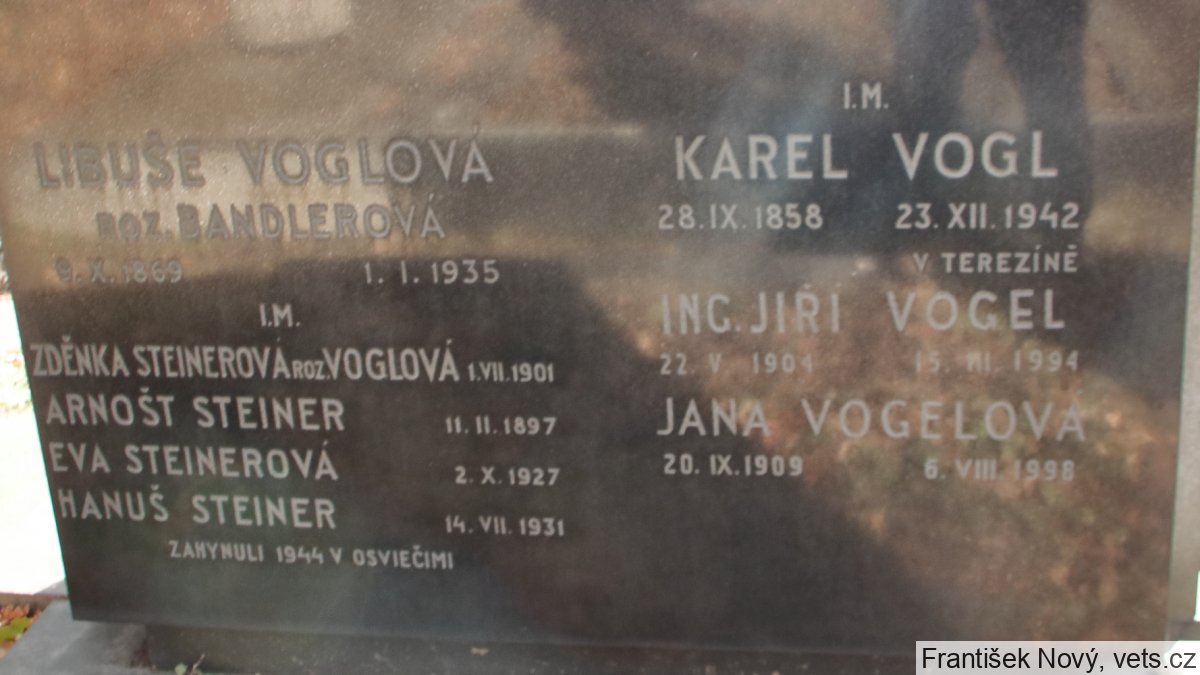 LIBUŠE VOGLOVÁ
ROZ. BANDLEROVÁ
9. X. 1869 1. I. 1935
I.M.
ZDĚNKA STEINEROVÁ ROZ. VOGLOVÁ 1. VII. 1901
ARNOŠT STEINER 11. II. 1897
EVA STEINEROVÁ 2. X. 1927
HANUŠ STEINER 14. VII. 1931
ZAHYNULI 1944 V OSVIEČIMI
I.M.
KAREL VOGL
28. IX. 1858 23. XII. 1942
V TEREZÍNĚ
ING. JIŘÍ VOGEL
22. V. 1904 15. III. 1994
JANA VOGELOVÁ
20. IX. 1909 6. VIII. 1998
František Nový, vets.cz